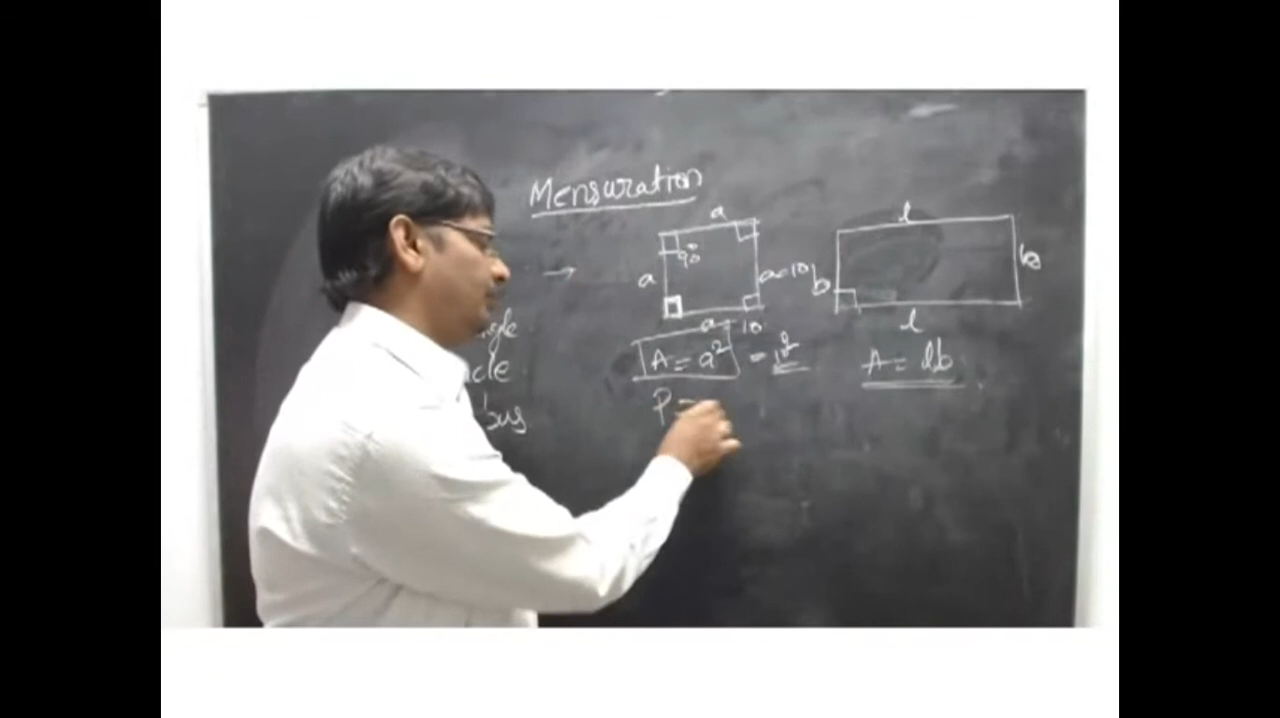 Mensuration
a
a
90°
a=10
a=10
A = a² = 10²
P =
l
b
b
l
A = lb